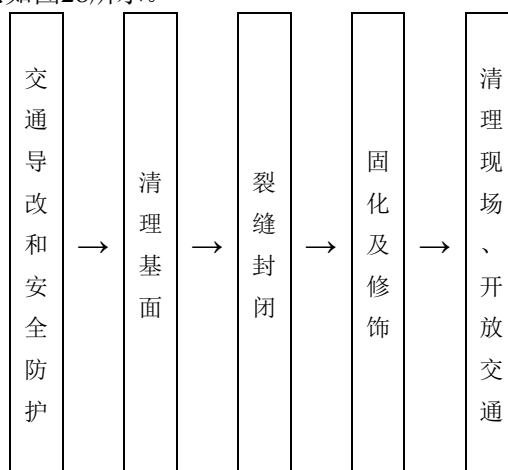 交通导改和安全防护
→
清理基面
→
裂缝封闭
→
固化及修饰
→
清理现场、开放交通